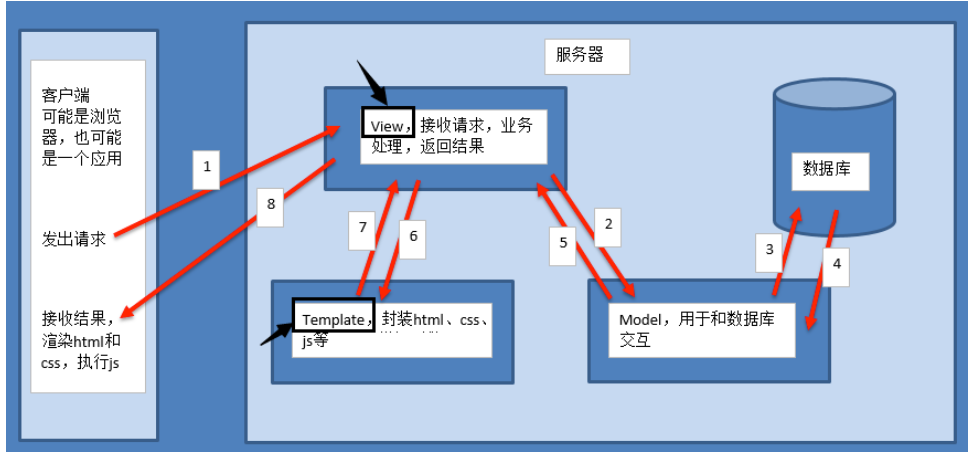 服务器
客户端
可能是浏览
器，也可能
是一个应用
发出请求
接收结果，
渲染html和
css，执行js
1
8
View，接收请求，业务
处理，返回结果
7
6
5
2
3
4
数据库
Template，封装html、css、
js等
Model，用于和数据库
交互